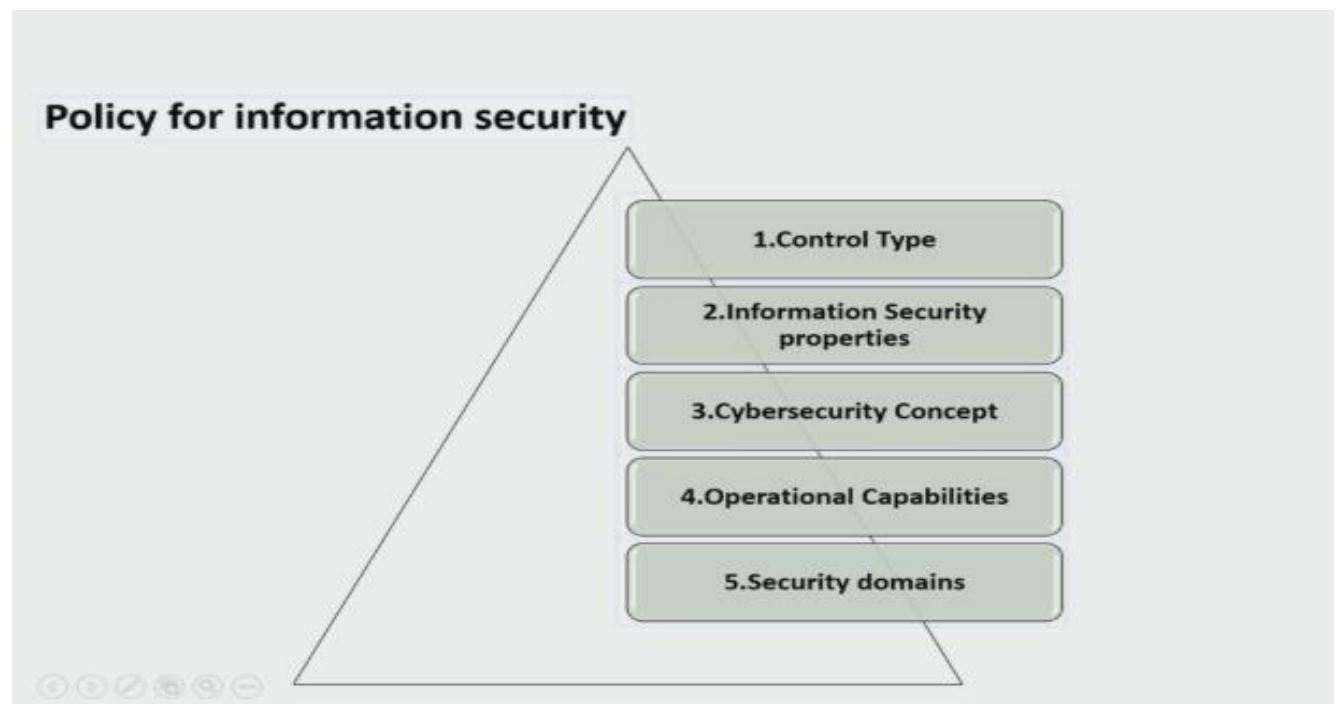 Policy for information security
1.Control Type
2.Information Security
properties
3.Cybersecurity Concept
4.Operational Capabilities
5.Security domains